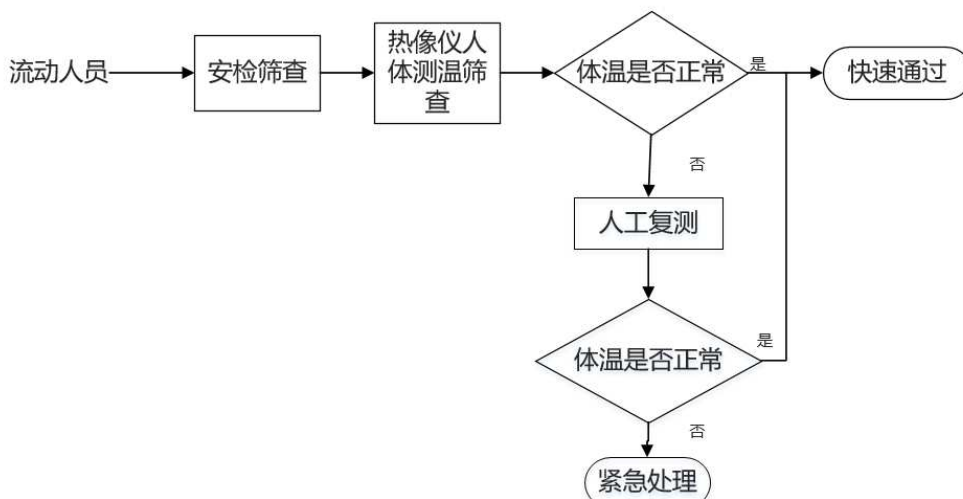 流动人员
安检筛查
热像仪人
体测温筛
查
体温是否正常
是
快速通过
否
人工复测
体温是否正常
是
否
紧急处理